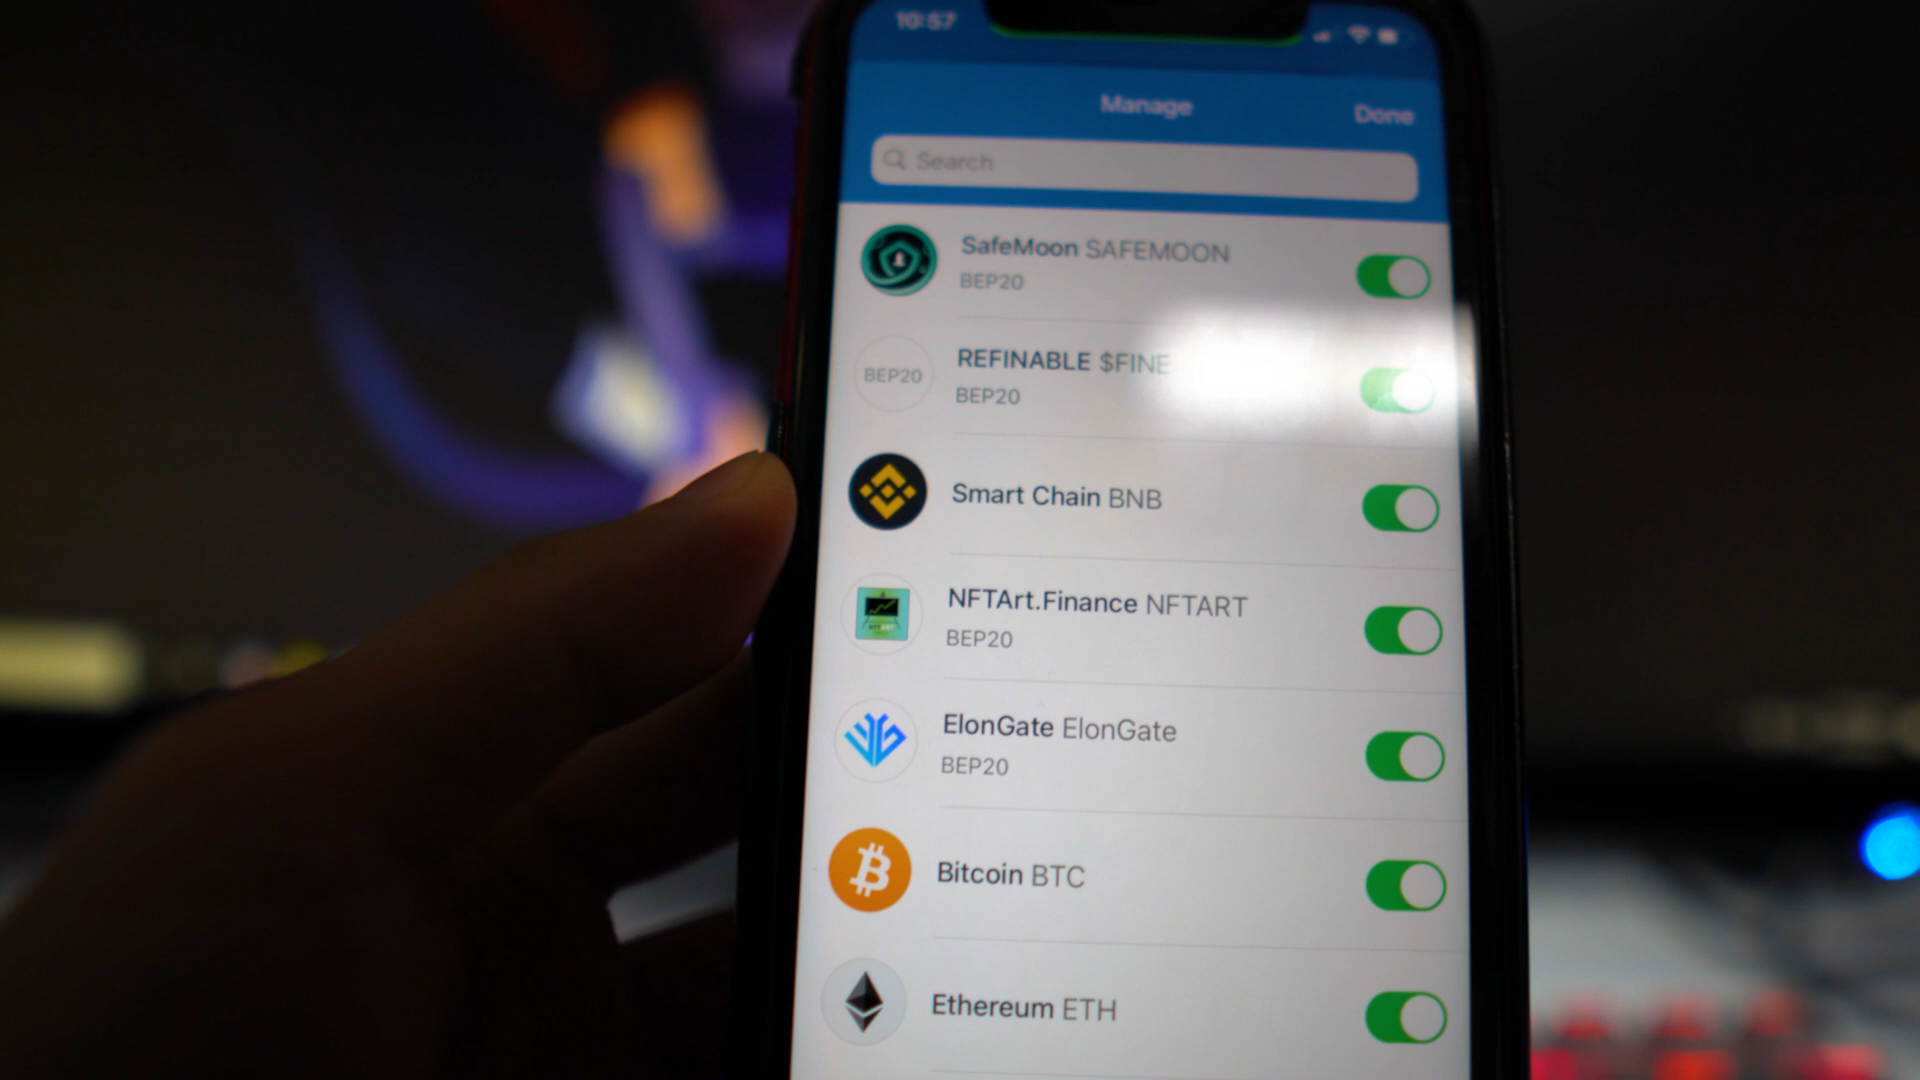 10:57
Manage
Done
Search
SafeMoon SAFEMOON
BEP20
BEP20
REFINABLE $FINE
BEP20
Smart Chain BNB
NFTArt.Finance NFTART
BEP20
ElonGate ElonGate
BEP20
Bitcoin BTC
Ethereum ETH